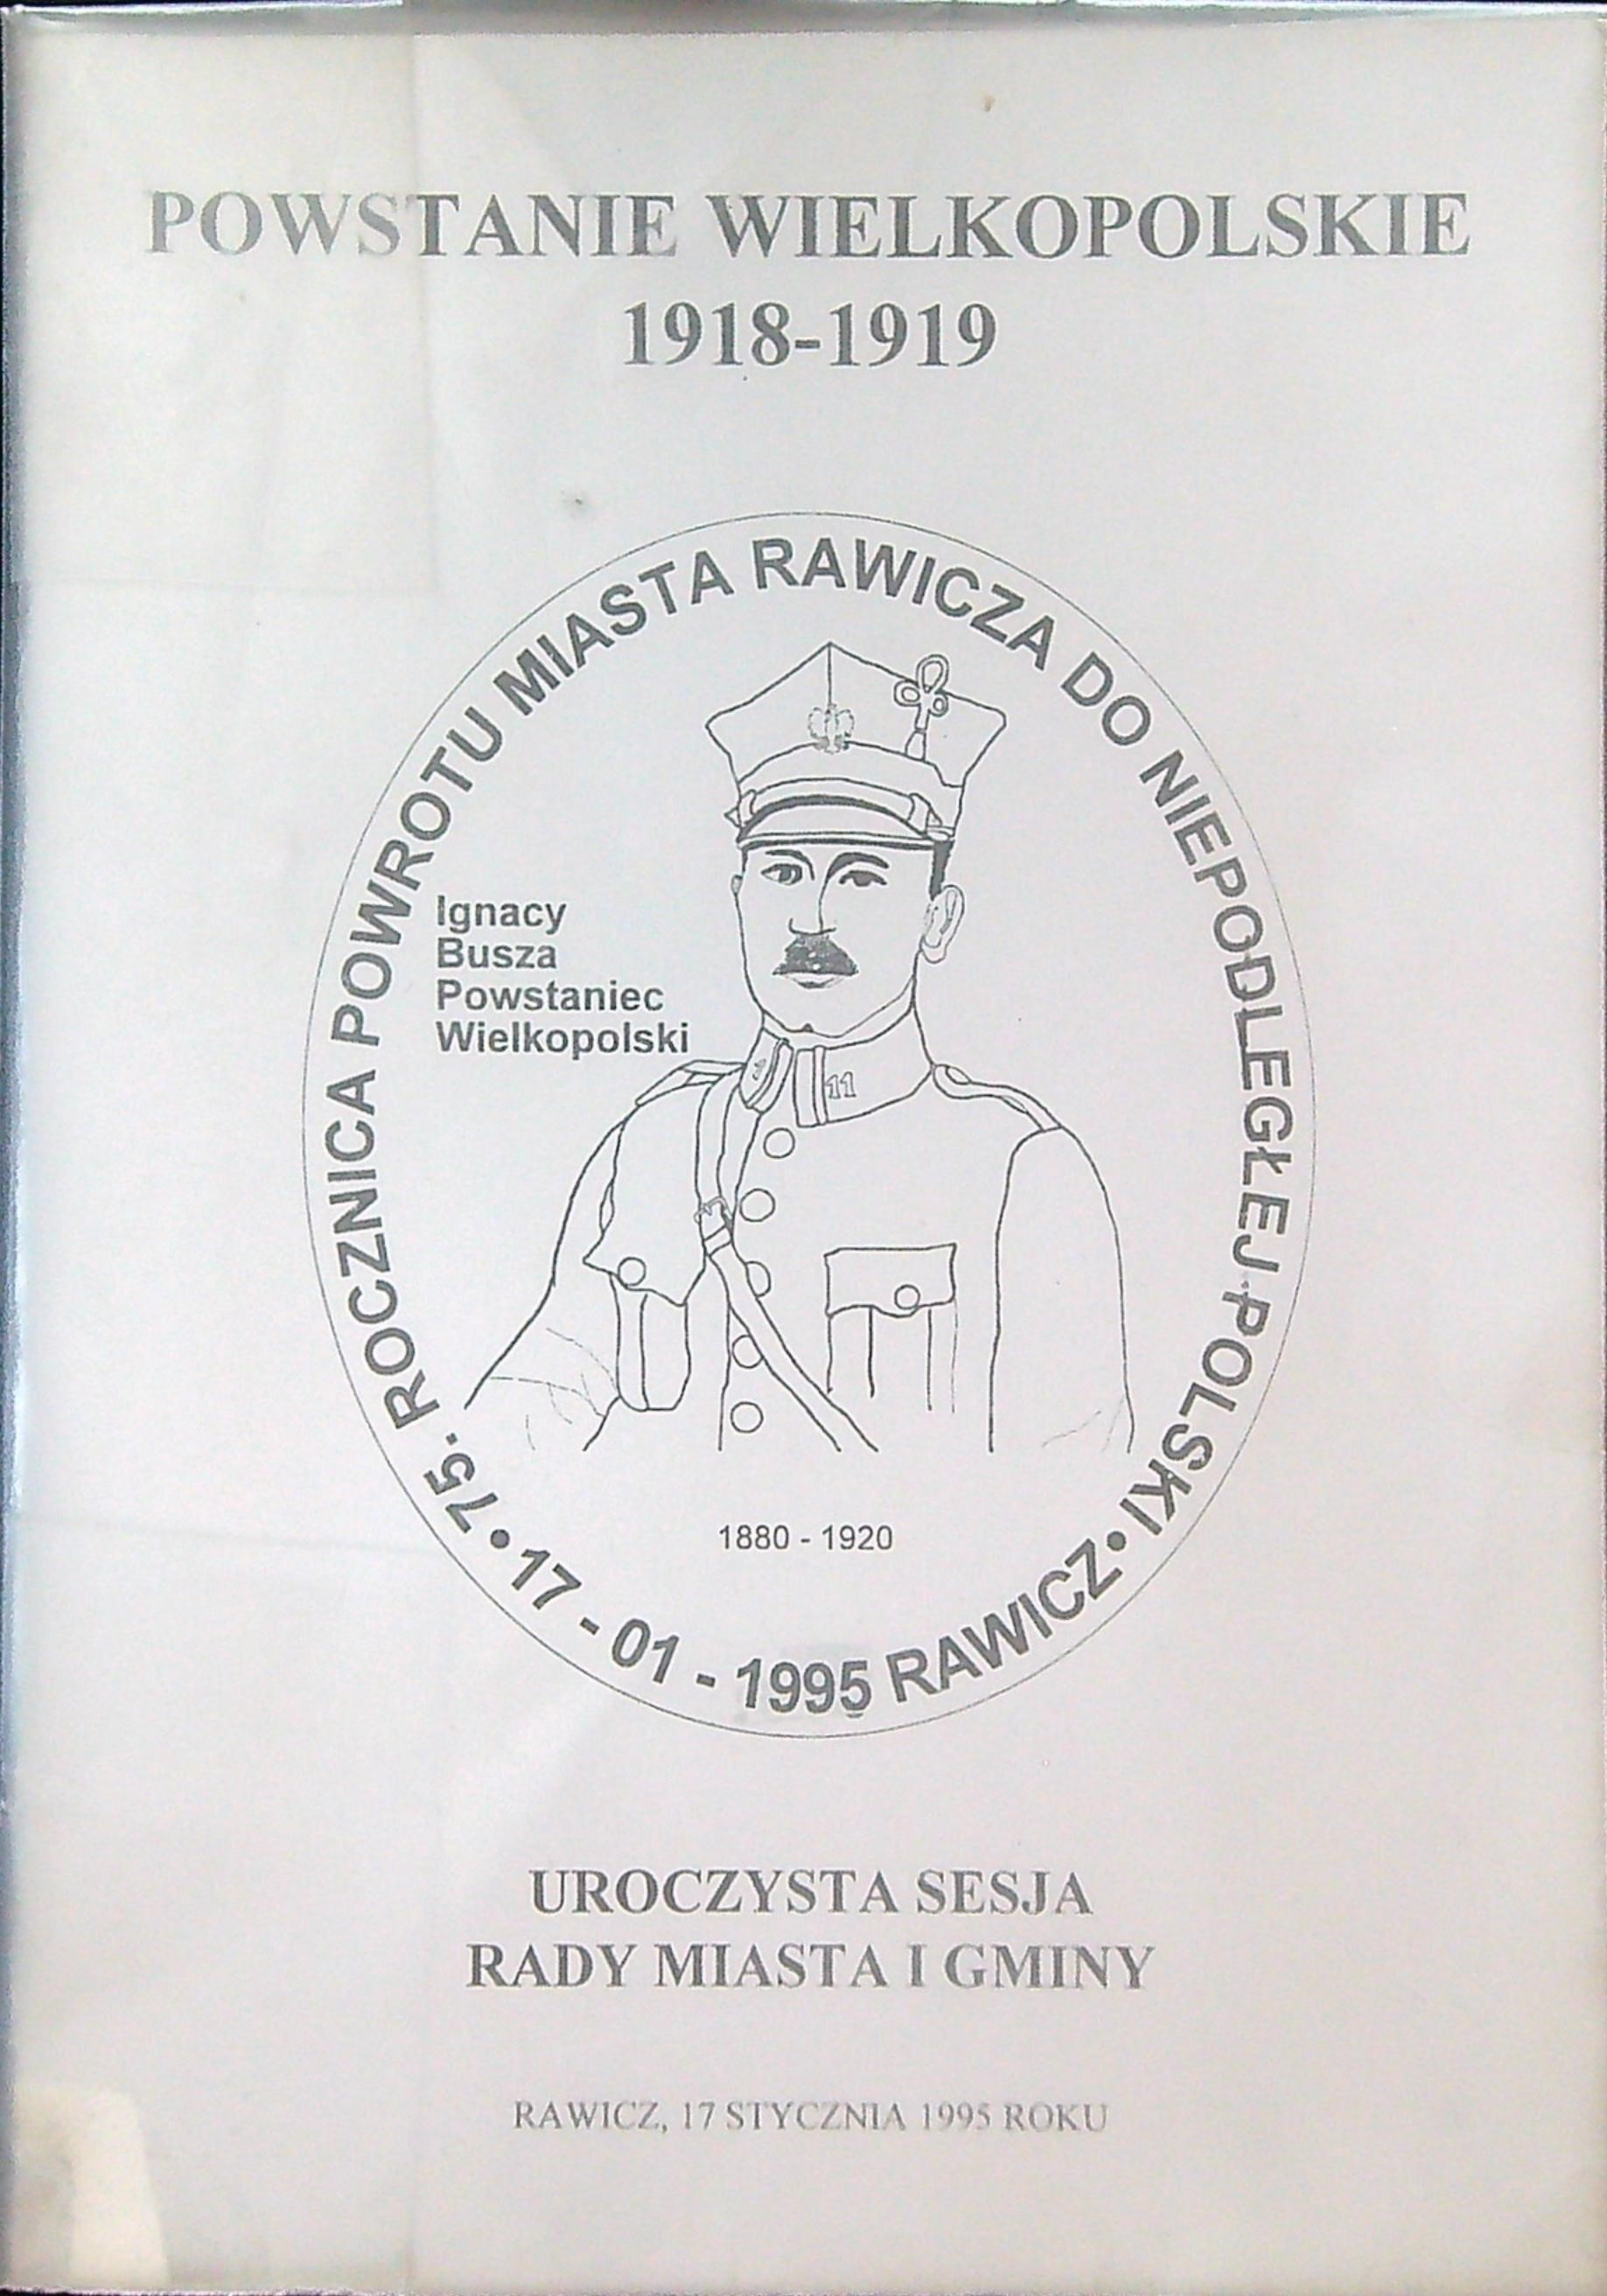 POWSTANIE WIELKOPOLSKIE
1918-1919
75. ROCZNICA POWROTU MIASTA RAWICZA DO NIEPODLEGŁEJ POLSKI •
Ignacy
Busza
Powstaniec
Wielkopolski
11
1880 - 1920
• 17 - 01 - 1995 RAWICZ
UROCZYSTA SESJA
RADY MIASTA I GMINY
RAWICZ, 17 STYCZNIA 1995 ROKU